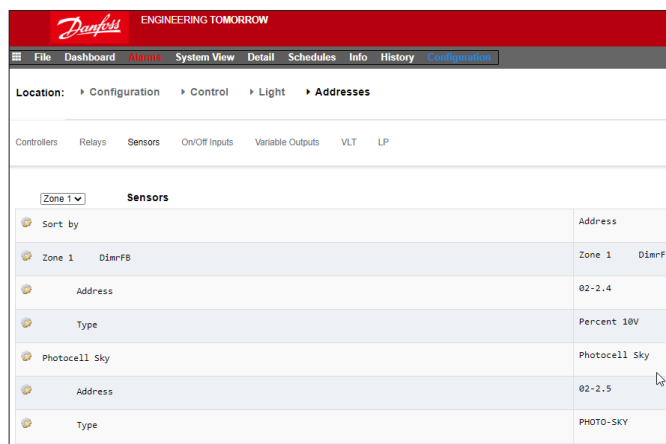 Danfoss ENGINEERING TOMORROW
File Dashboard Alarms System View Detail Schedules Info History Configuration
Location: Configuration Control Light Addresses
Controllers Relays Sensors On/Off Inputs Variable Outputs VLT LP
Zone 1 Sensors
Sort by Address
Zone 1 DimrFB Zone 1 DimrF
Address 02-2.4
Type Percent 10V
Photocell Sky Photocell Sky
Address 02-2.5
Type PHOTO-SKY